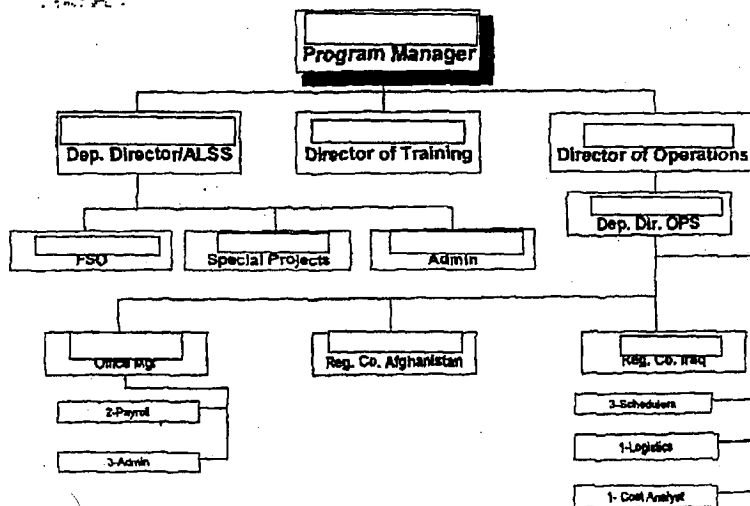 Program Manager
Dep. Director/ALSS
Director of Training
Director of Operations
Dep. Dir. OPS
FSO
Special Projects
Admin
Office Mgr.
Reg. Co. Afghanistan
Reg. Co. Iraq
2-Payroll
3-Admin
3-Schedulers
1-Logistics
1- Cost Analyst